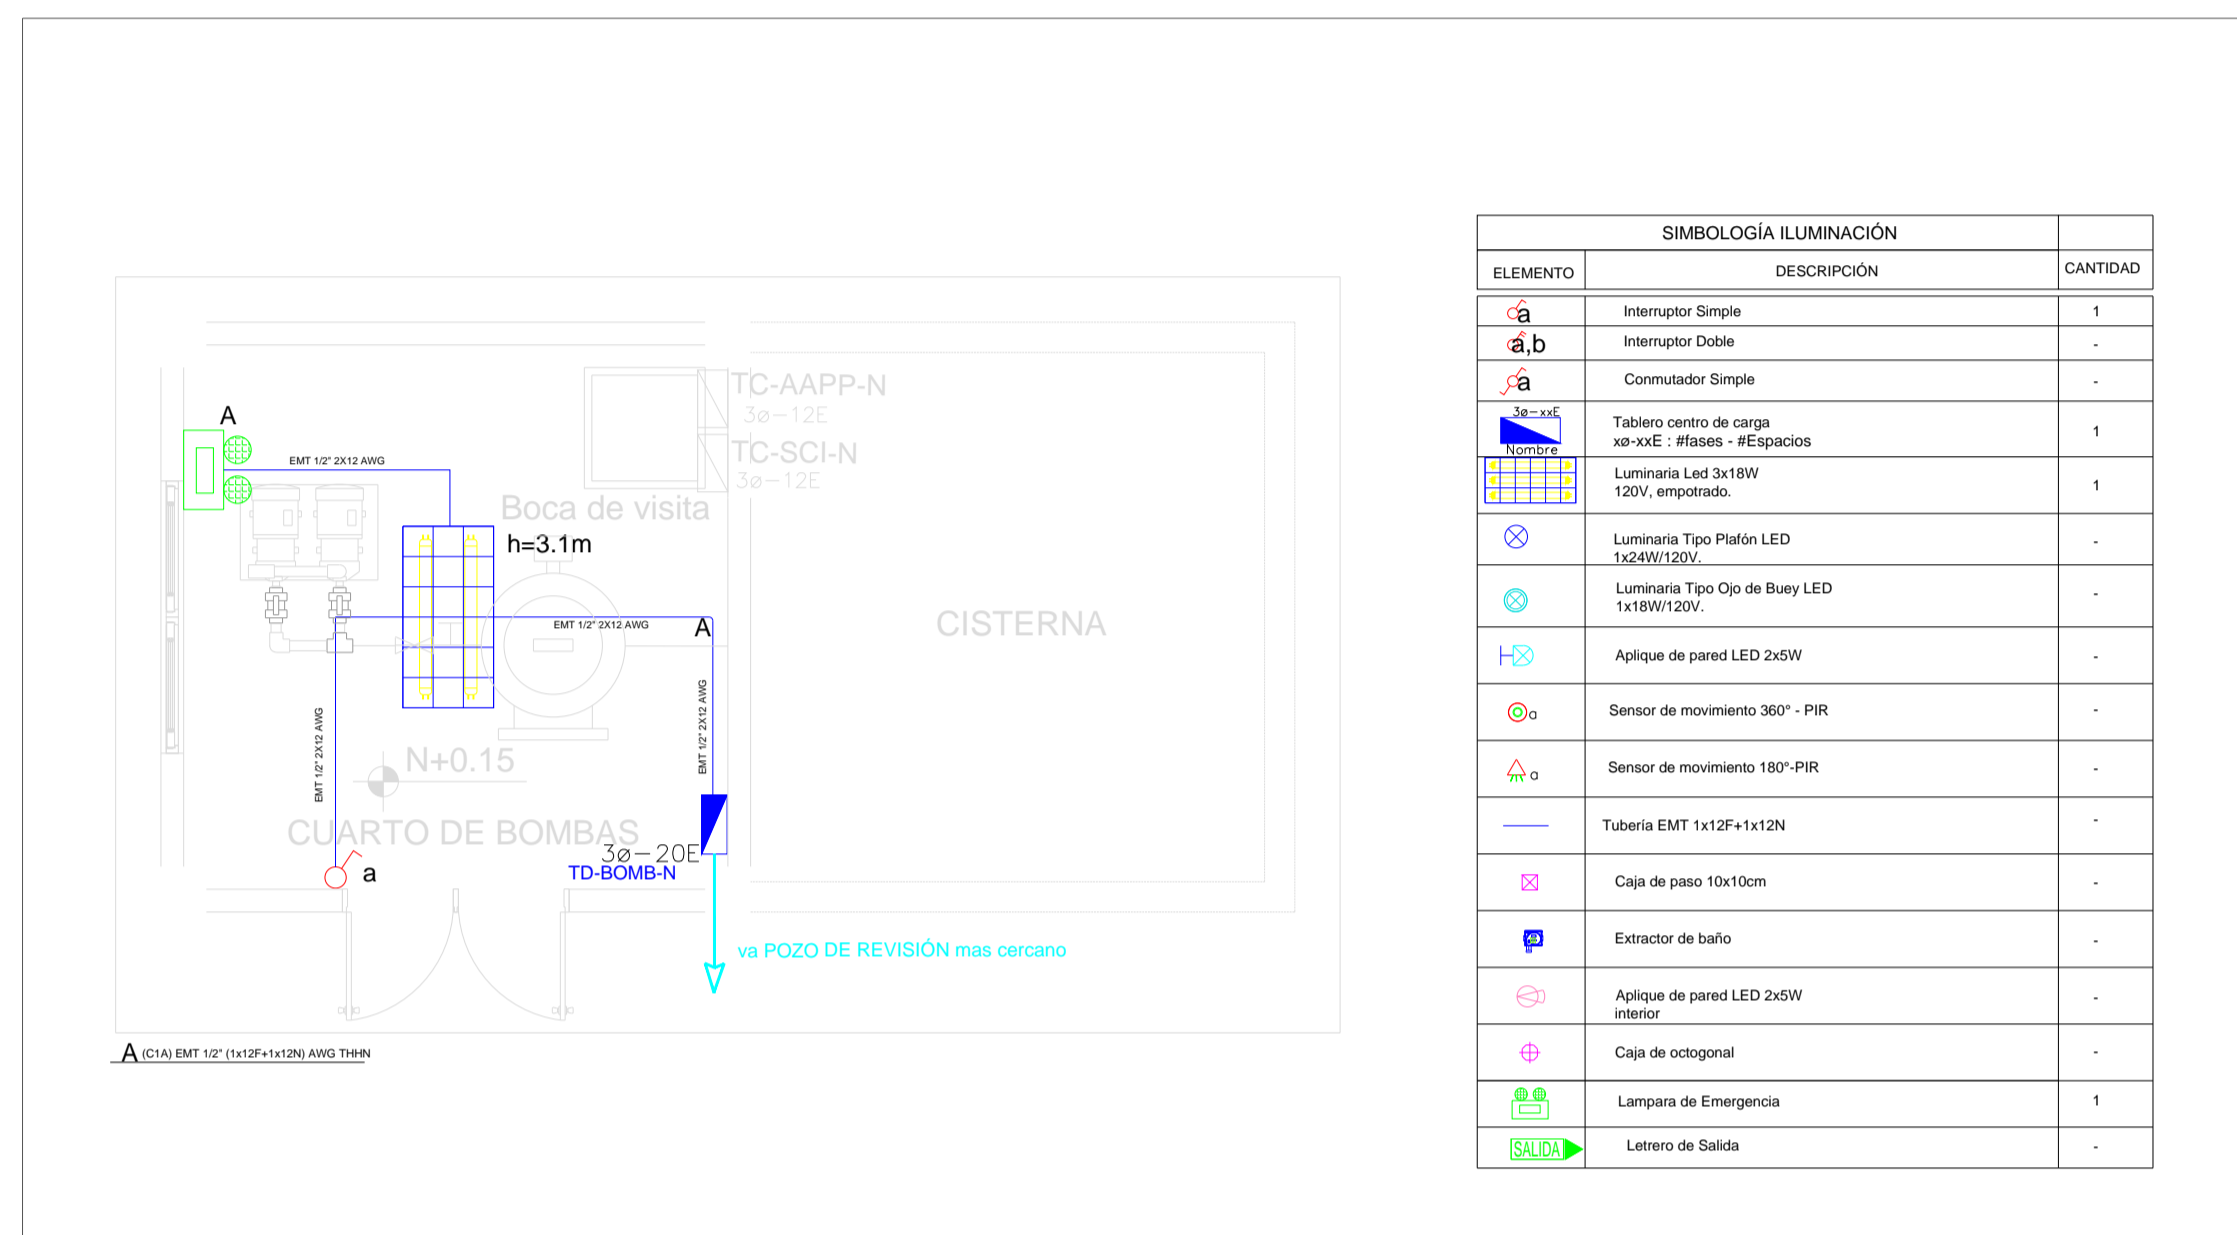 TC-AAPP-N
3ø-12E
TC-SCI-N
3ø-12E
A
EMT 1/2" 2X12 AWG
Boca de visita
h=3.1m
EMT 1/2" 2X12 AWG
A
CISTERNA
EMT 1/2" 2X12 AWG
EMT 1/2" 2X12 AWG
N+0.15
CUARTO DE BOMBAS
3ø-20E
TD-BOMB-N
a
va POZO DE REVISIÓN mas cercano
A (C1A) EMT 1/2" (1x12F+1x12N) AWG THHN
SIMBOLOGÍA ILUMINACIÓN
ELEMENTO DESCRIPCIÓN CANTIDAD
a Interruptor Simple 1
a,b Interruptor Doble -
a Conmutador Simple -
3ø-xxE
Nombre
Tablero centro de carga
xø-xxE : #fases - #Espacios
1
Luminaria Led 3x18W
120V, empotrado.
1
Luminaria Tipo Plafón LED
1x24W/120V.
-
Luminaria Tipo Ojo de Buey LED
1x18W/120V.
-
Aplique de pared LED 2x5W -
a Sensor de movimiento 360° - PIR -
a Sensor de movimiento 180°-PIR -
Tubería EMT 1x12F+1x12N -
Caja de paso 10x10cm -
Extractor de baño -
Aplique de pared LED 2x5W
interior
-
Caja de octogonal -
Lampara de Emergencia 1
SALIDA Letrero de Salida -